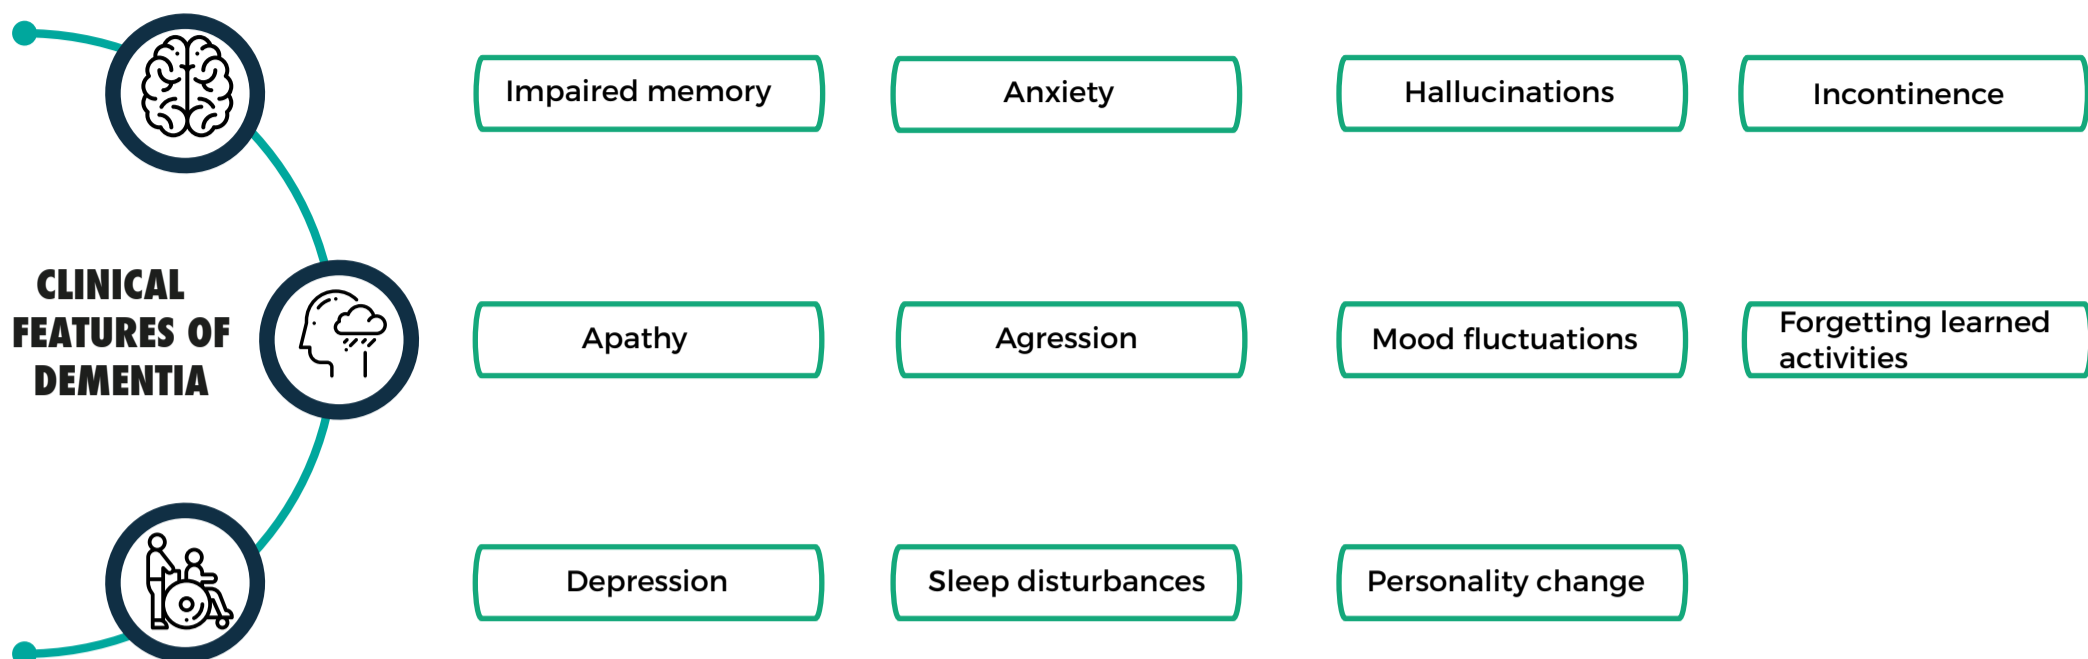 CLINICAL
FEATURES OF
DEMENTIA
Impaired memory
Anxiety
Hallucinations
Incontinence
Apathy
Agression
Mood fluctuations
Forgetting learned
activities
Depression
Sleep disturbances
Personality change